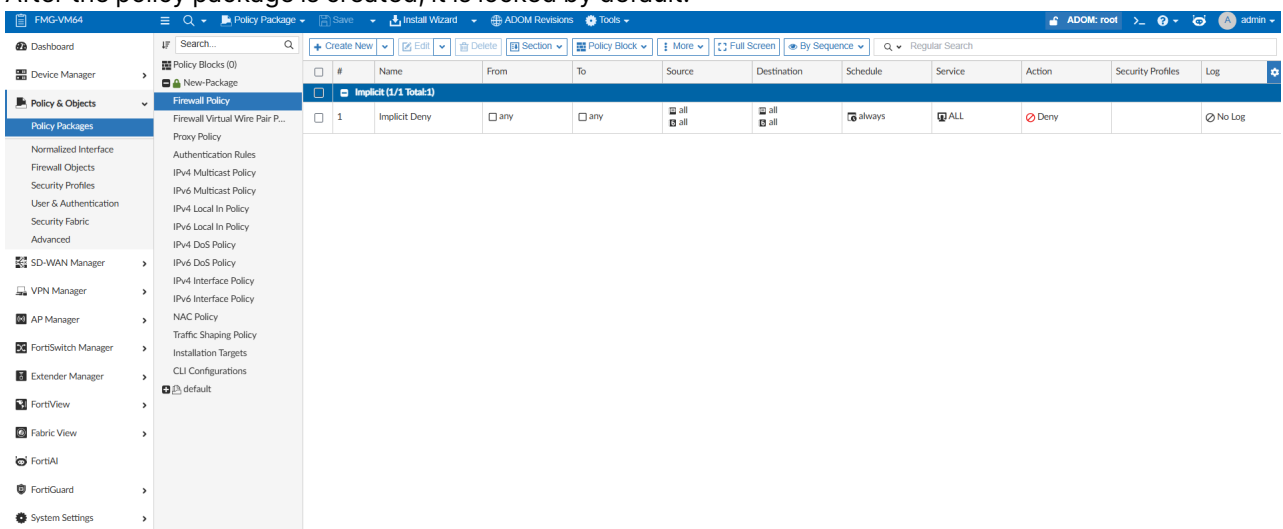 After the policy package is created, it is locked by default.
FMG-VM64
Policy Package
Save
Install Wizard
ADOM Revisions
Tools
ADOM: root
A admin
Dashboard
Device Manager
Policy & Objects
Policy Packages
Normalized Interface
Firewall Objects
Security Profiles
User & Authentication
Security Fabric
Advanced
SD-WAN Manager
VPN Manager
AP Manager
FortiSwitch Manager
Extender Manager
FortiView
Fabric View
FortiAI
FortiGuard
System Settings
Search...
Policy Blocks (0)
New-Package
Firewall Policy
Firewall Virtual Wire Pair P...
Proxy Policy
Authentication Rules
IPv4 Multicast Policy
IPv6 Multicast Policy
IPv4 Local In Policy
IPv6 Local In Policy
IPv4 DoS Policy
IPv6 DoS Policy
IPv4 Interface Policy
IPv6 Interface Policy
NAC Policy
Traffic Shaping Policy
Installation Targets
CLI Configurations
default
+ Create New Edit Delete Section Policy Block More Full Screen By Sequence Regular Search
# Name From To Source Destination Schedule Service Action Security Profiles Log
Implicit (1/1 Total:1)
1 Implicit Deny any any all all always ALL Deny No Log
all all